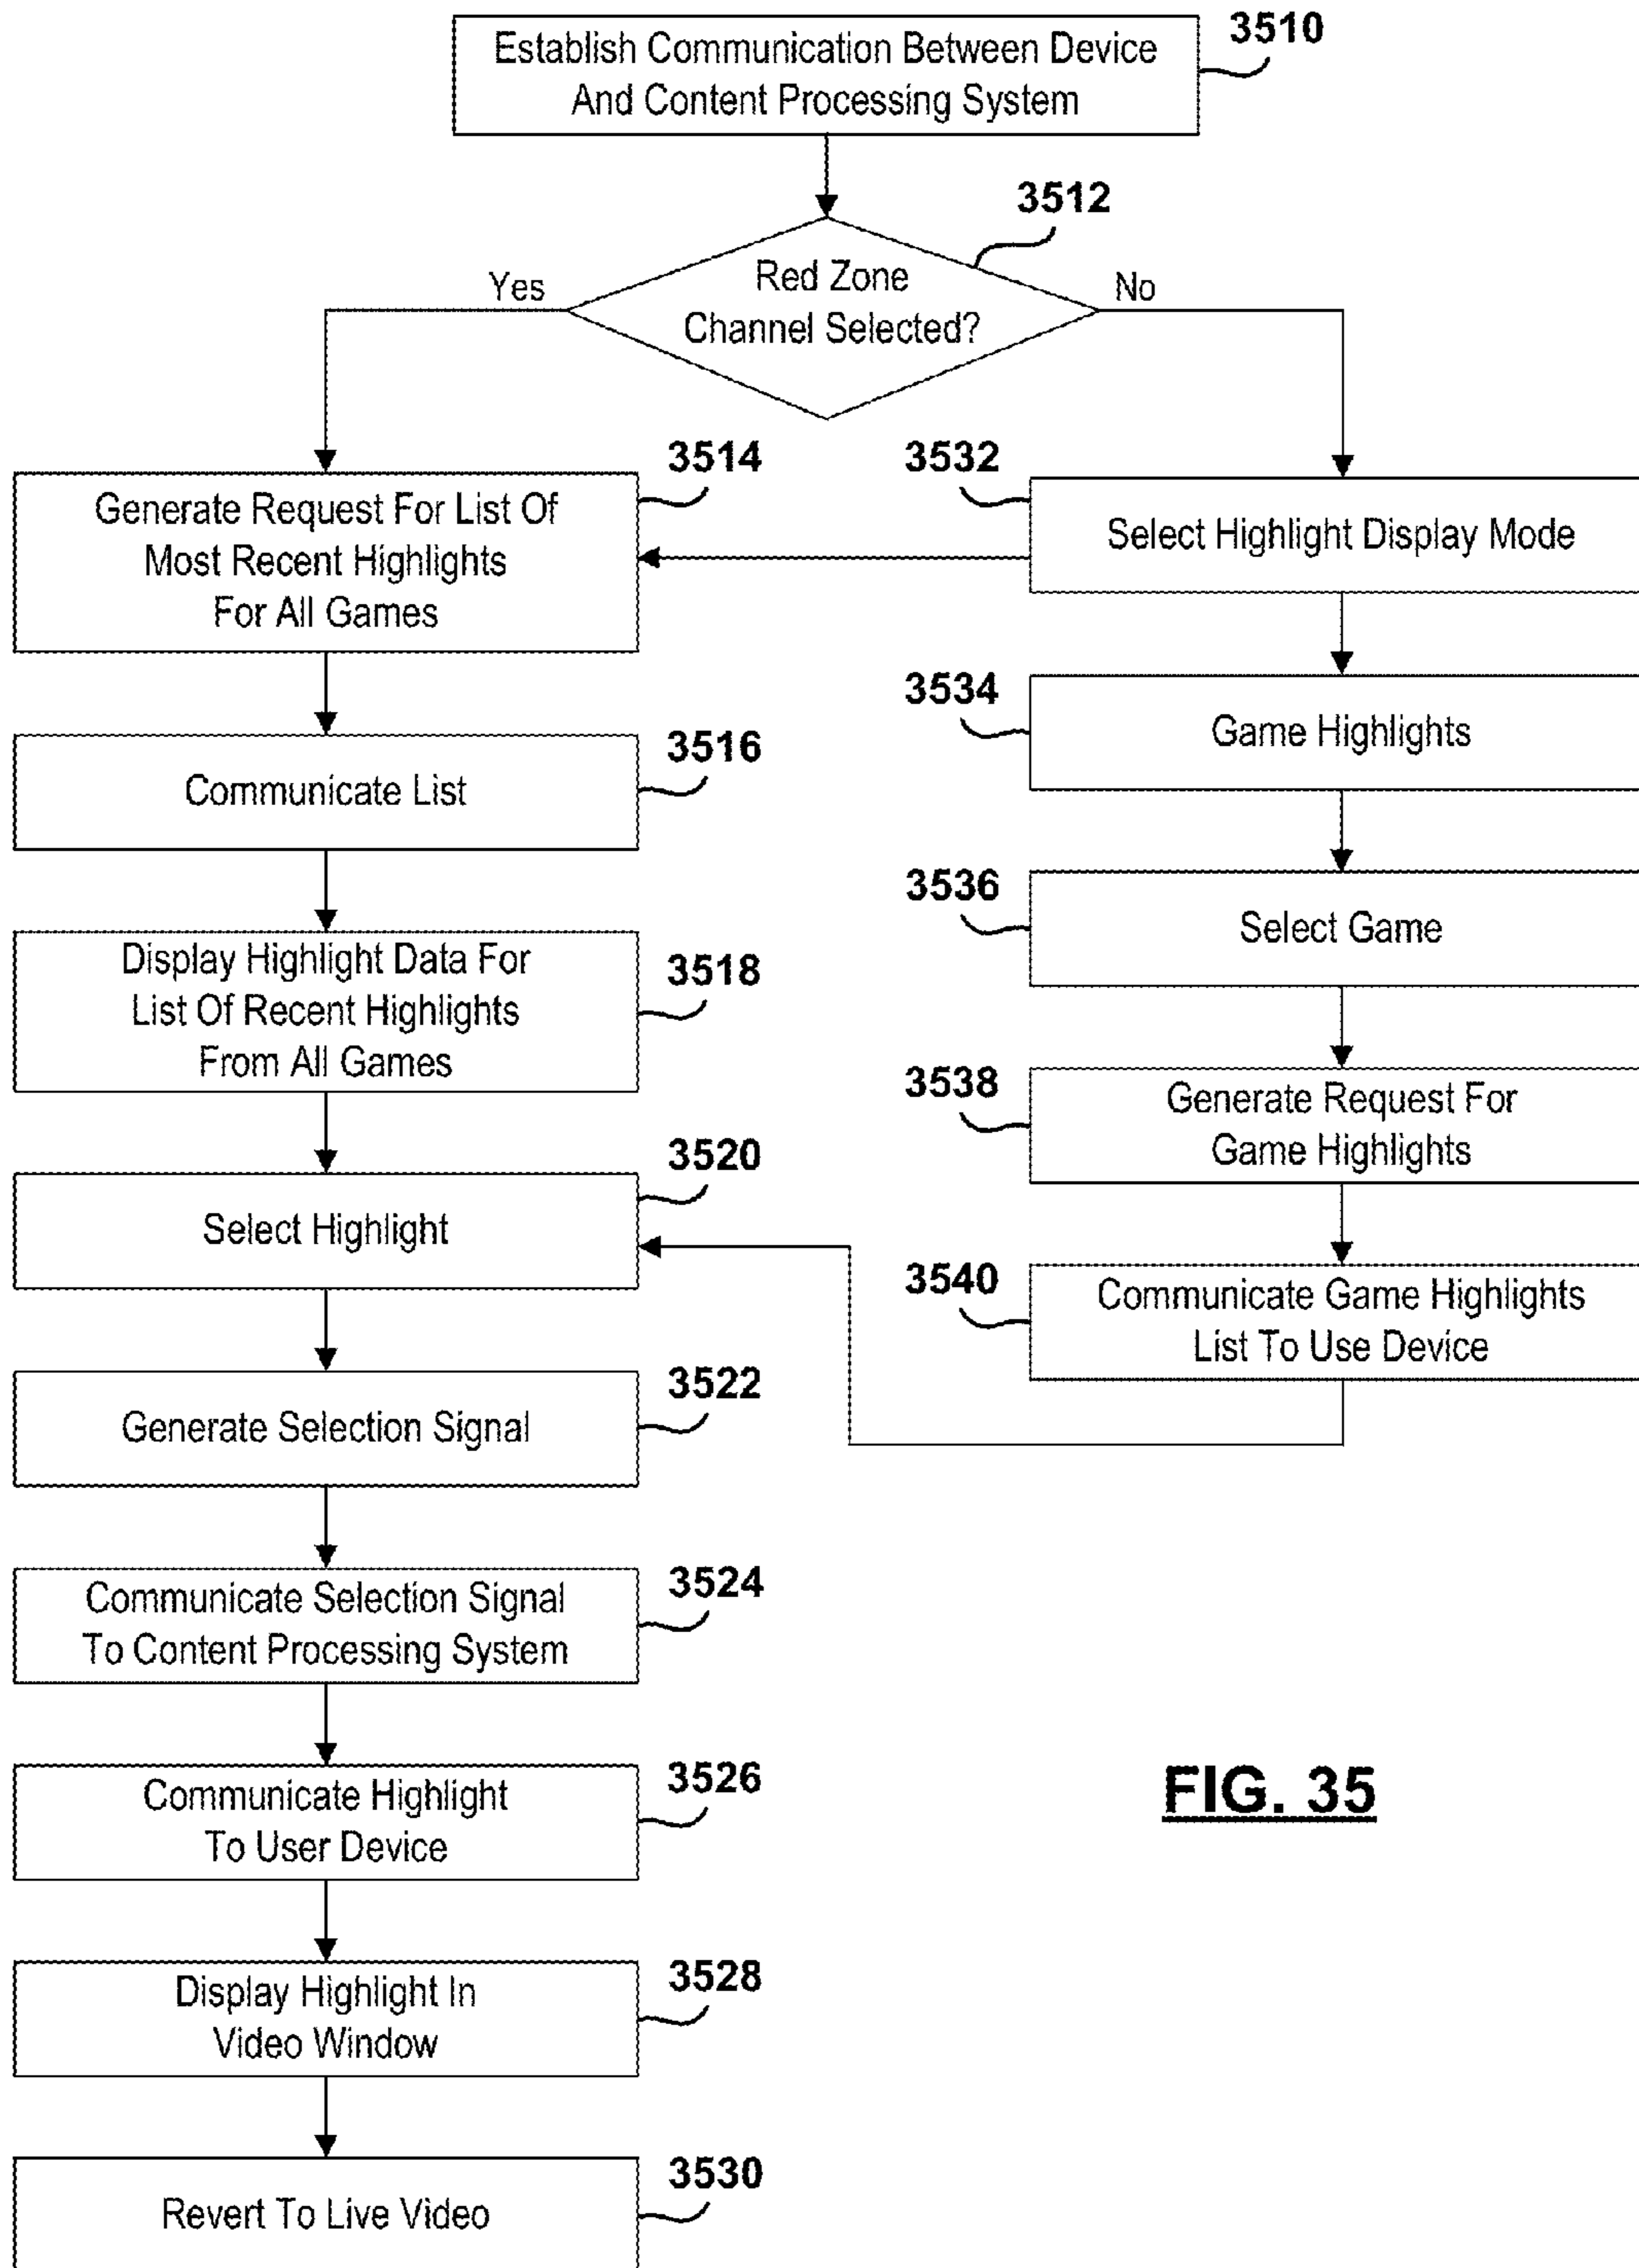 Establish Communication Between Device
And Content Processing System
3510
3512
Red Zone
Channel Selected?
Yes
No
3514
Generate Request For List Of
Most Recent Highlights
For All Games
3516
Communicate List
3518
Display Highlight Data For
List Of Recent Highlights
From All Games
3520
Select Highlight
3522
Generate Selection Signal
3524
Communicate Selection Signal
To Content Processing System
3526
Communicate Highlight
To User Device
3528
Display Highlight In
Video Window
3530
Revert To Live Video
3532
Select Highlight Display Mode
3534
Game Highlights
3536
Select Game
3538
Generate Request For
Game Highlights
3540
Communicate Game Highlights
List To Use Device
FIG. 35